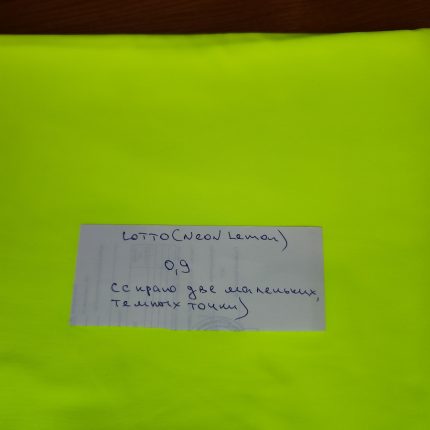 LOTTO(Neon Lemon)
0,9
с краю две маленьких,
темных точки)